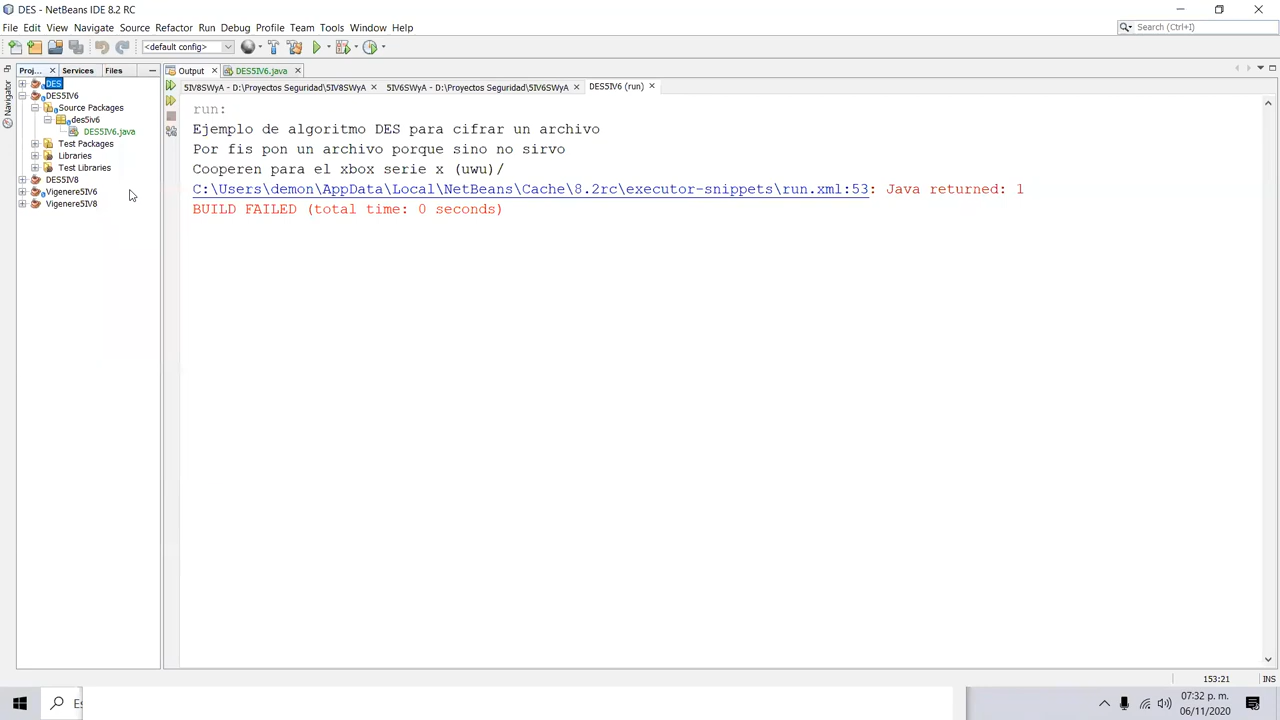 DES - NetBeans IDE 8.2 RC
File Edit View Navigate Source Refactor Run Debug Profile Team Tools Window Help
Search (Ctrl+I)
<default config>
Proj... Services Files
Output DES5IV6.java
5IV8SWyA - D:\Proyectos Seguridad\5IV8SWyA 5IV6SWyA - D:\Proyectos Seguridad\5IV6SWyA DES5IV6 (run)
DES
DES5IV6
Source Packages
des5iv6
DES5IV6.java
Test Packages
Libraries
Test Libraries
DES5IV8
Vigenere5IV6
Vigenere5IV8
Navigator
run:
Ejemplo de algoritmo DES para cifrar un archivo
Por fis pon un archivo porque sino no sirvo
Cooperen para el xbox serie x (uwu)/
C:\Users\demon\AppData\Local\NetBeans\Cache\8.2rc\executor-snippets\run.xml:53: Java returned: 1
BUILD FAILED (total time: 0 seconds)
153:21 INS
Es
07:32 p. m.
06/11/2020